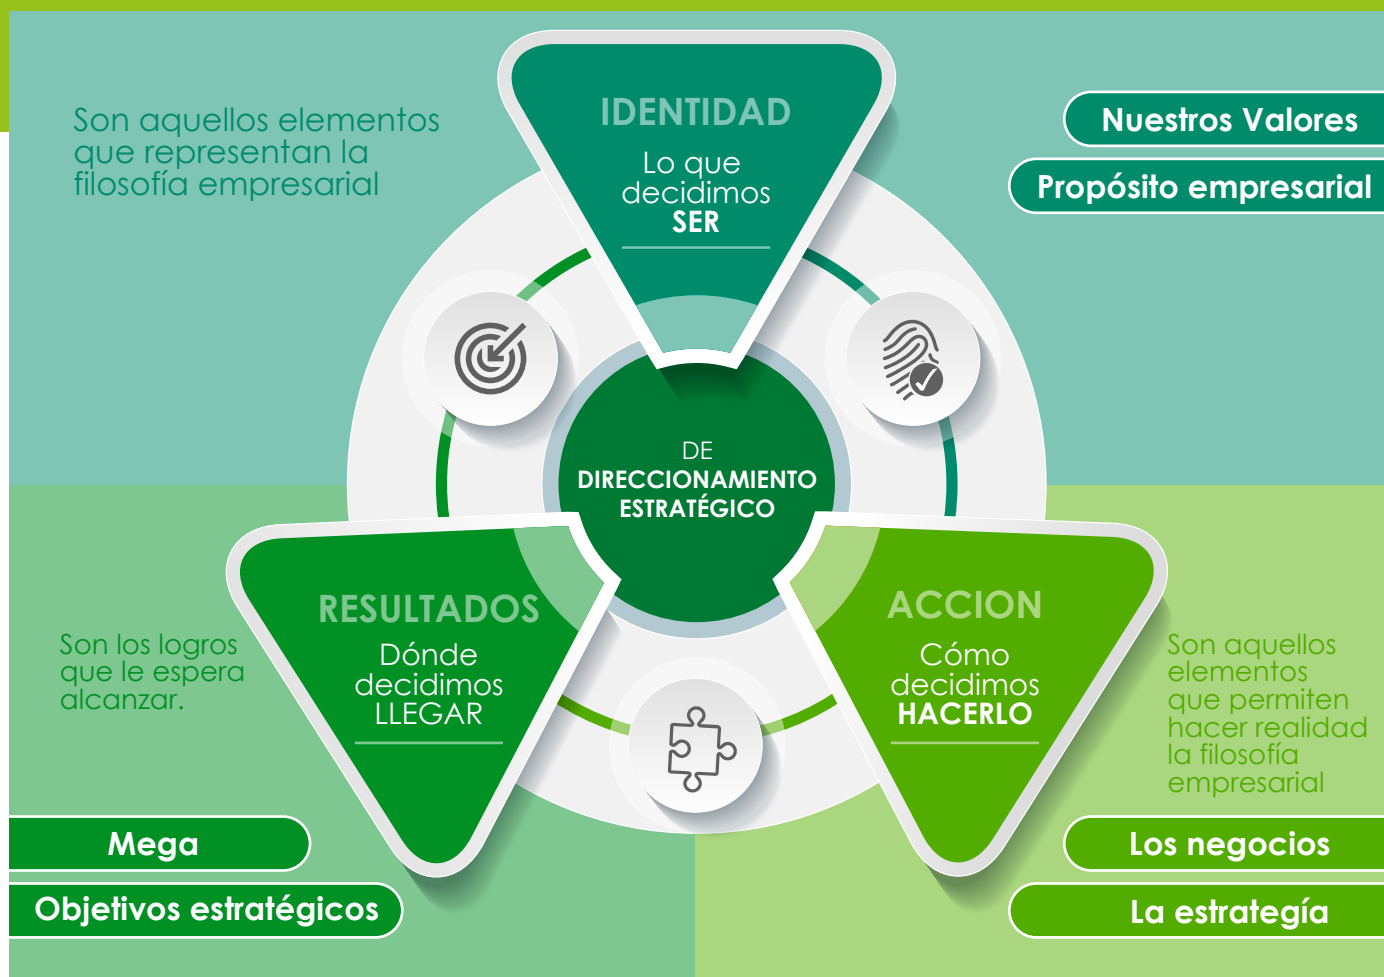 Son aquellos elementos
que representan la
filosofía empresarial
IDENTIDAD
Lo que
decidimos
SER
Nuestros Valores
Propósito empresarial
DE
DIRECCIONAMIENTO
ESTRATÉGICO
RESULTADOS
Dónde
decidimos
LLEGAR
Son los logros
que le espera
alcanzar.
Mega
Objetivos estratégicos
ACCION
Cómo
decidimos
HACERLO
Son aquellos
elementos
que permiten
hacer realidad
la filosofía
empresarial
Los negocios
La estrategía